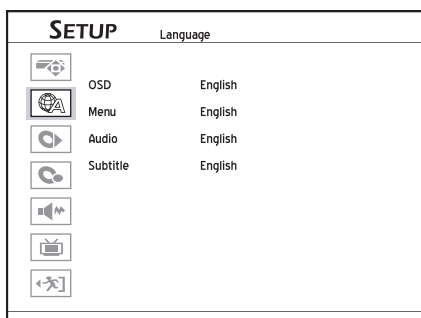 SETUP Language
OSD English
Menu English
Audio English
Subtitle English